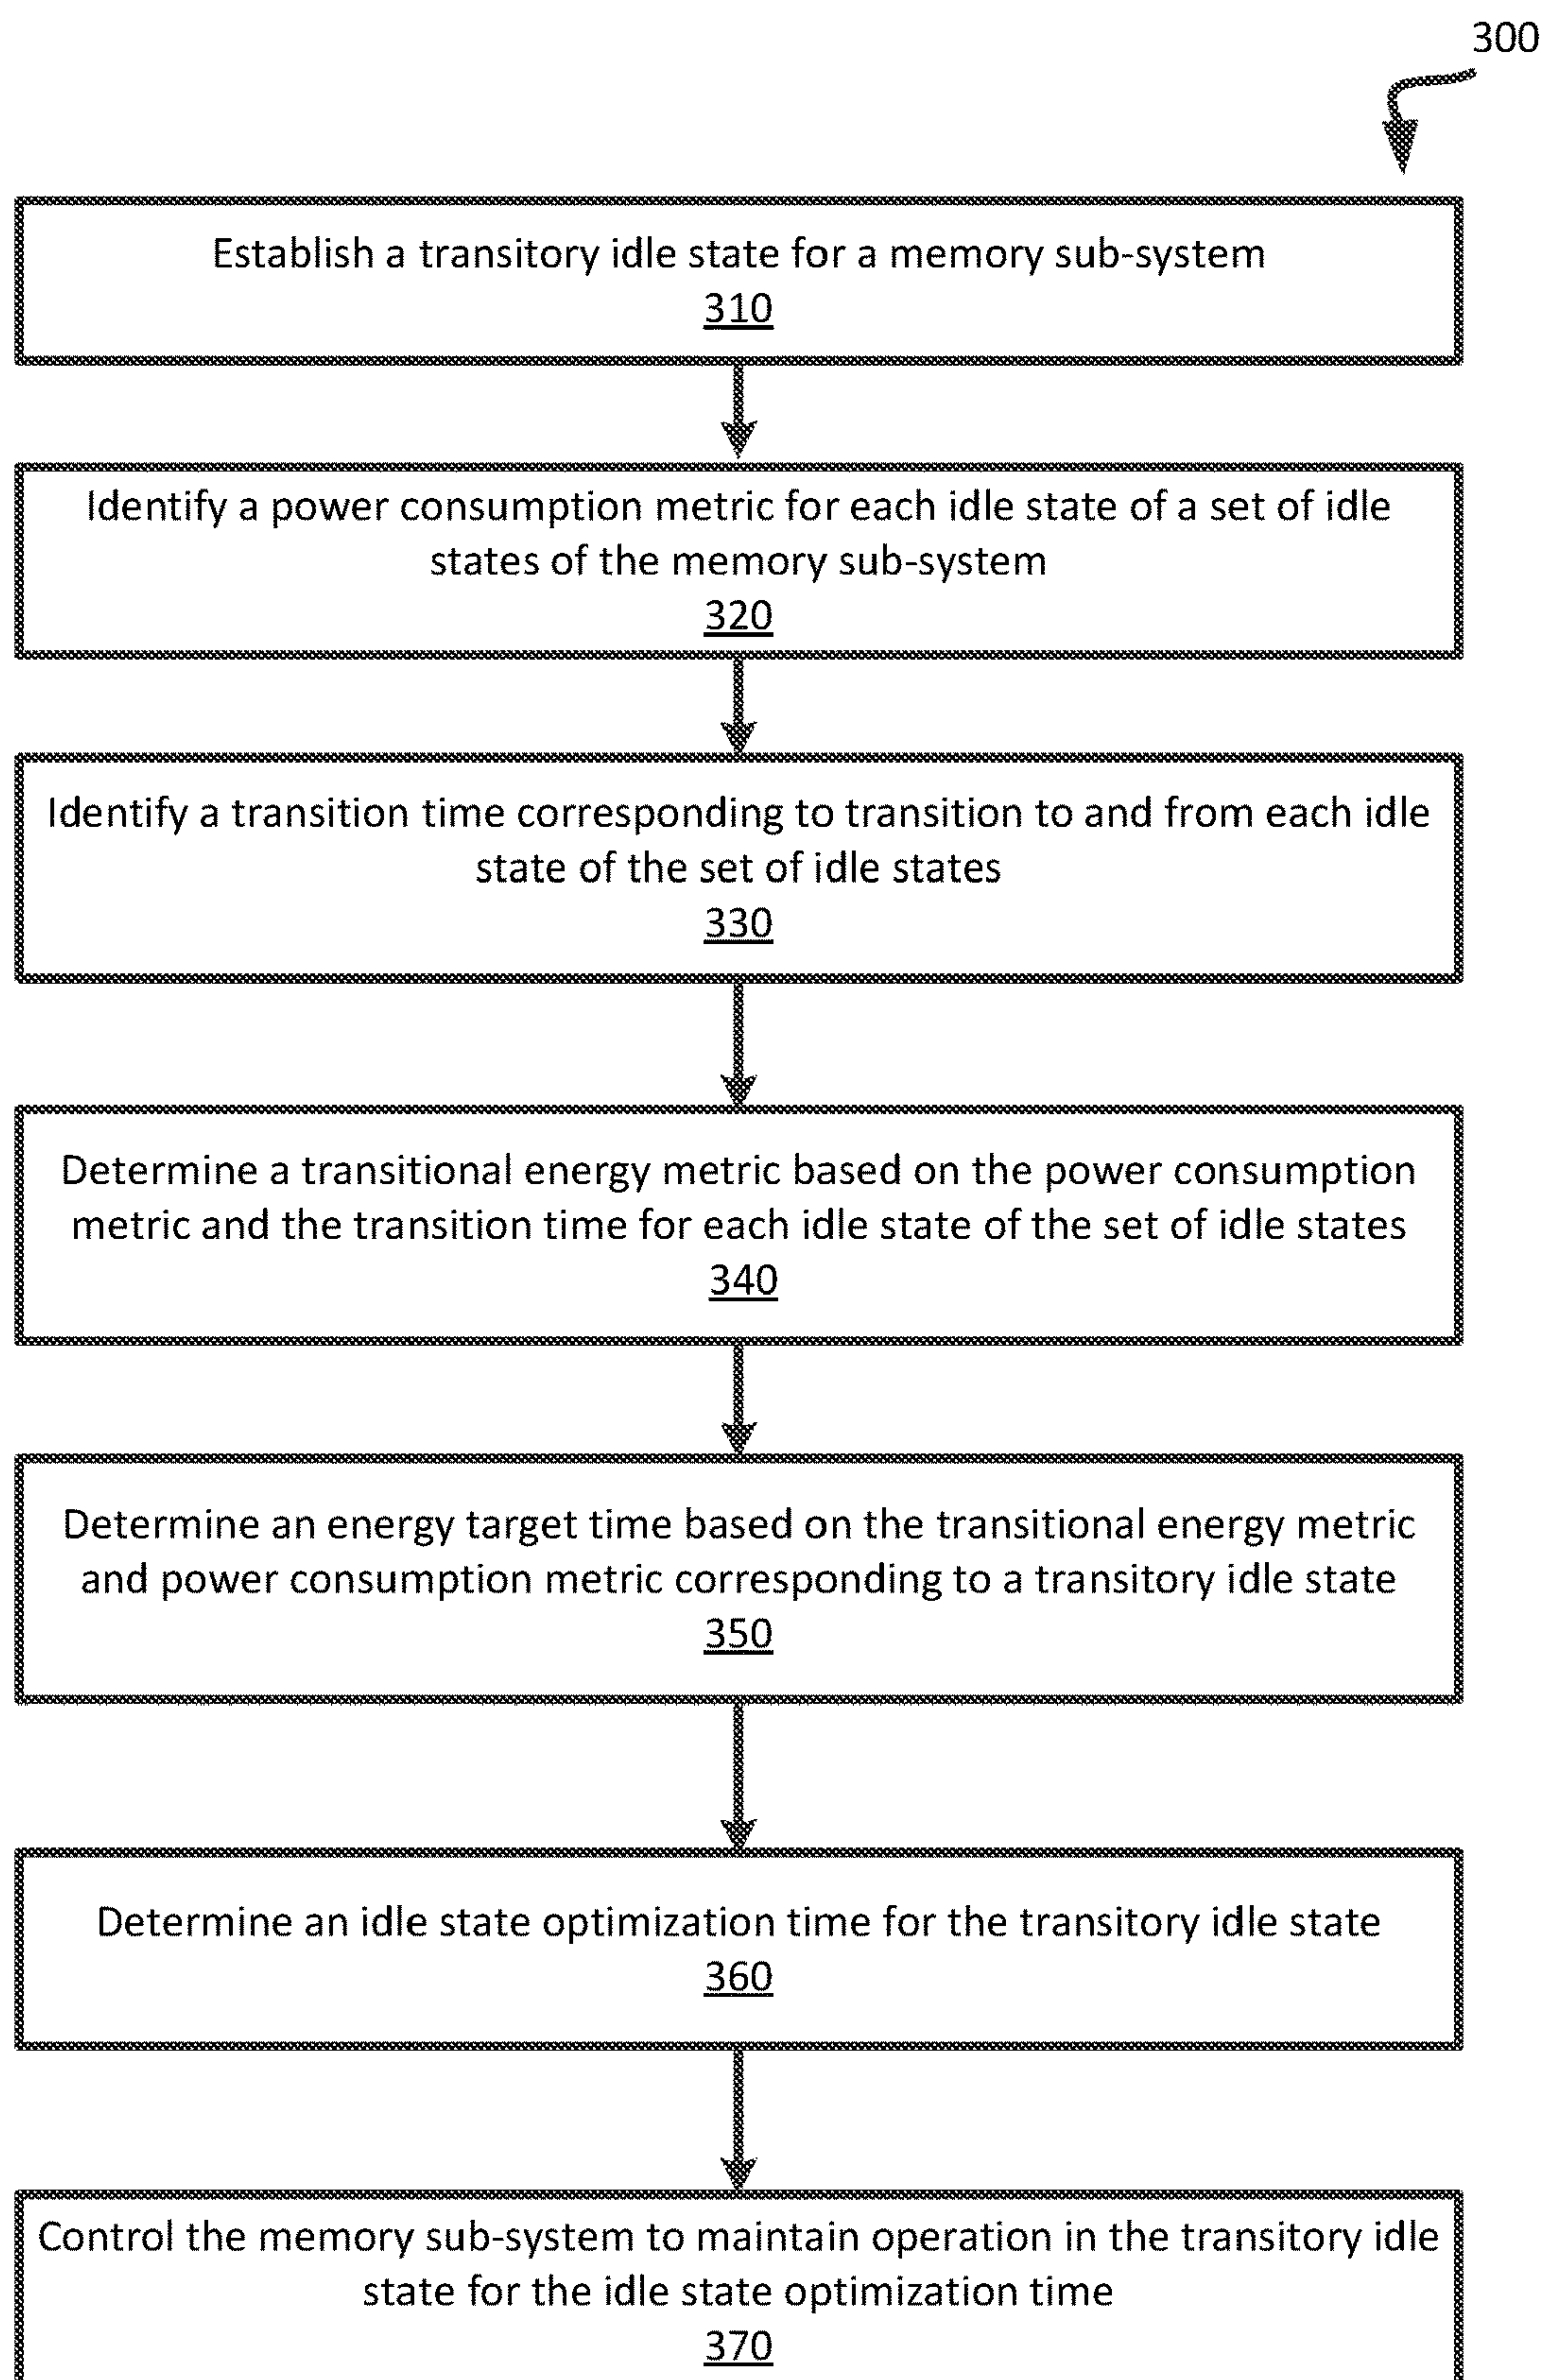 300
Establish a transitory idle state for a memory sub-system
310
Identify a power consumption metric for each idle state of a set of idle
states of the memory sub-system
320
Identify a transition time corresponding to transition to and from each idle
state of the set of idle states
330
Determine a transitional energy metric based on the power consumption
metric and the transition time for each idle state of the set of idle states
340
Determine an energy target time based on the transitional energy metric
and power consumption metric corresponding to a transitory idle state
350
Determine an idle state optimization time for the transitory idle state
360
Control the memory sub-system to maintain operation in the transitory idle
state for the idle state optimization time
370